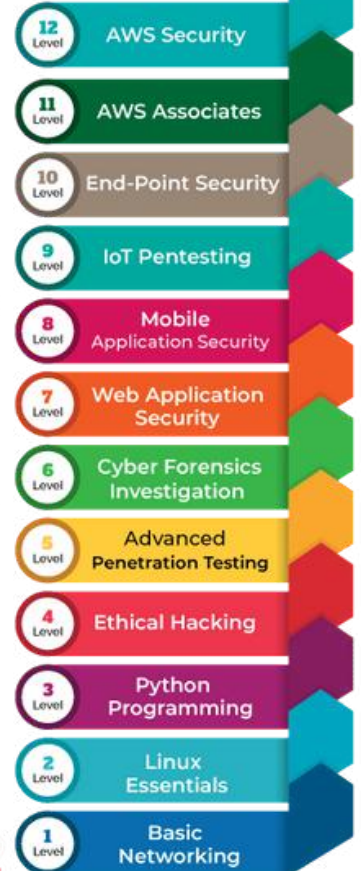 12
Level
AWS Security
11
Level
AWS Associates
10
Level
End-Point Security
9
Level
IoT Pentesting
8
Level
Mobile
Application Security
7
Level
Web Application
Security
6
Level
Cyber Forensics
Investigation
5
Level
Advanced
Penetration Testing
4
Level
Ethical Hacking
3
Level
Python
Programming
2
Level
Linux
Essentials
1
Level
Basic
Networking